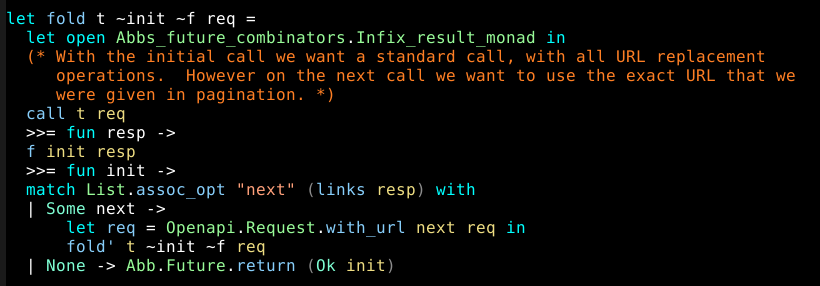 let fold t ~init ~f req =
  let open Abbs_future_combinators.Infix_result_monad in
  (* With the initial call we want a standard call, with all URL replacement
     operations.  However on the next call we want to use the exact URL that we
     were given in pagination. *)
  call t req
  >>= fun resp ->
  f init resp
  >>= fun init ->
  match List.assoc_opt "next" (links resp) with
  | Some next ->
      let req = Openapi.Request.with_url next req in
      fold' t ~init ~f req
  | None -> Abb.Future.return (Ok init)